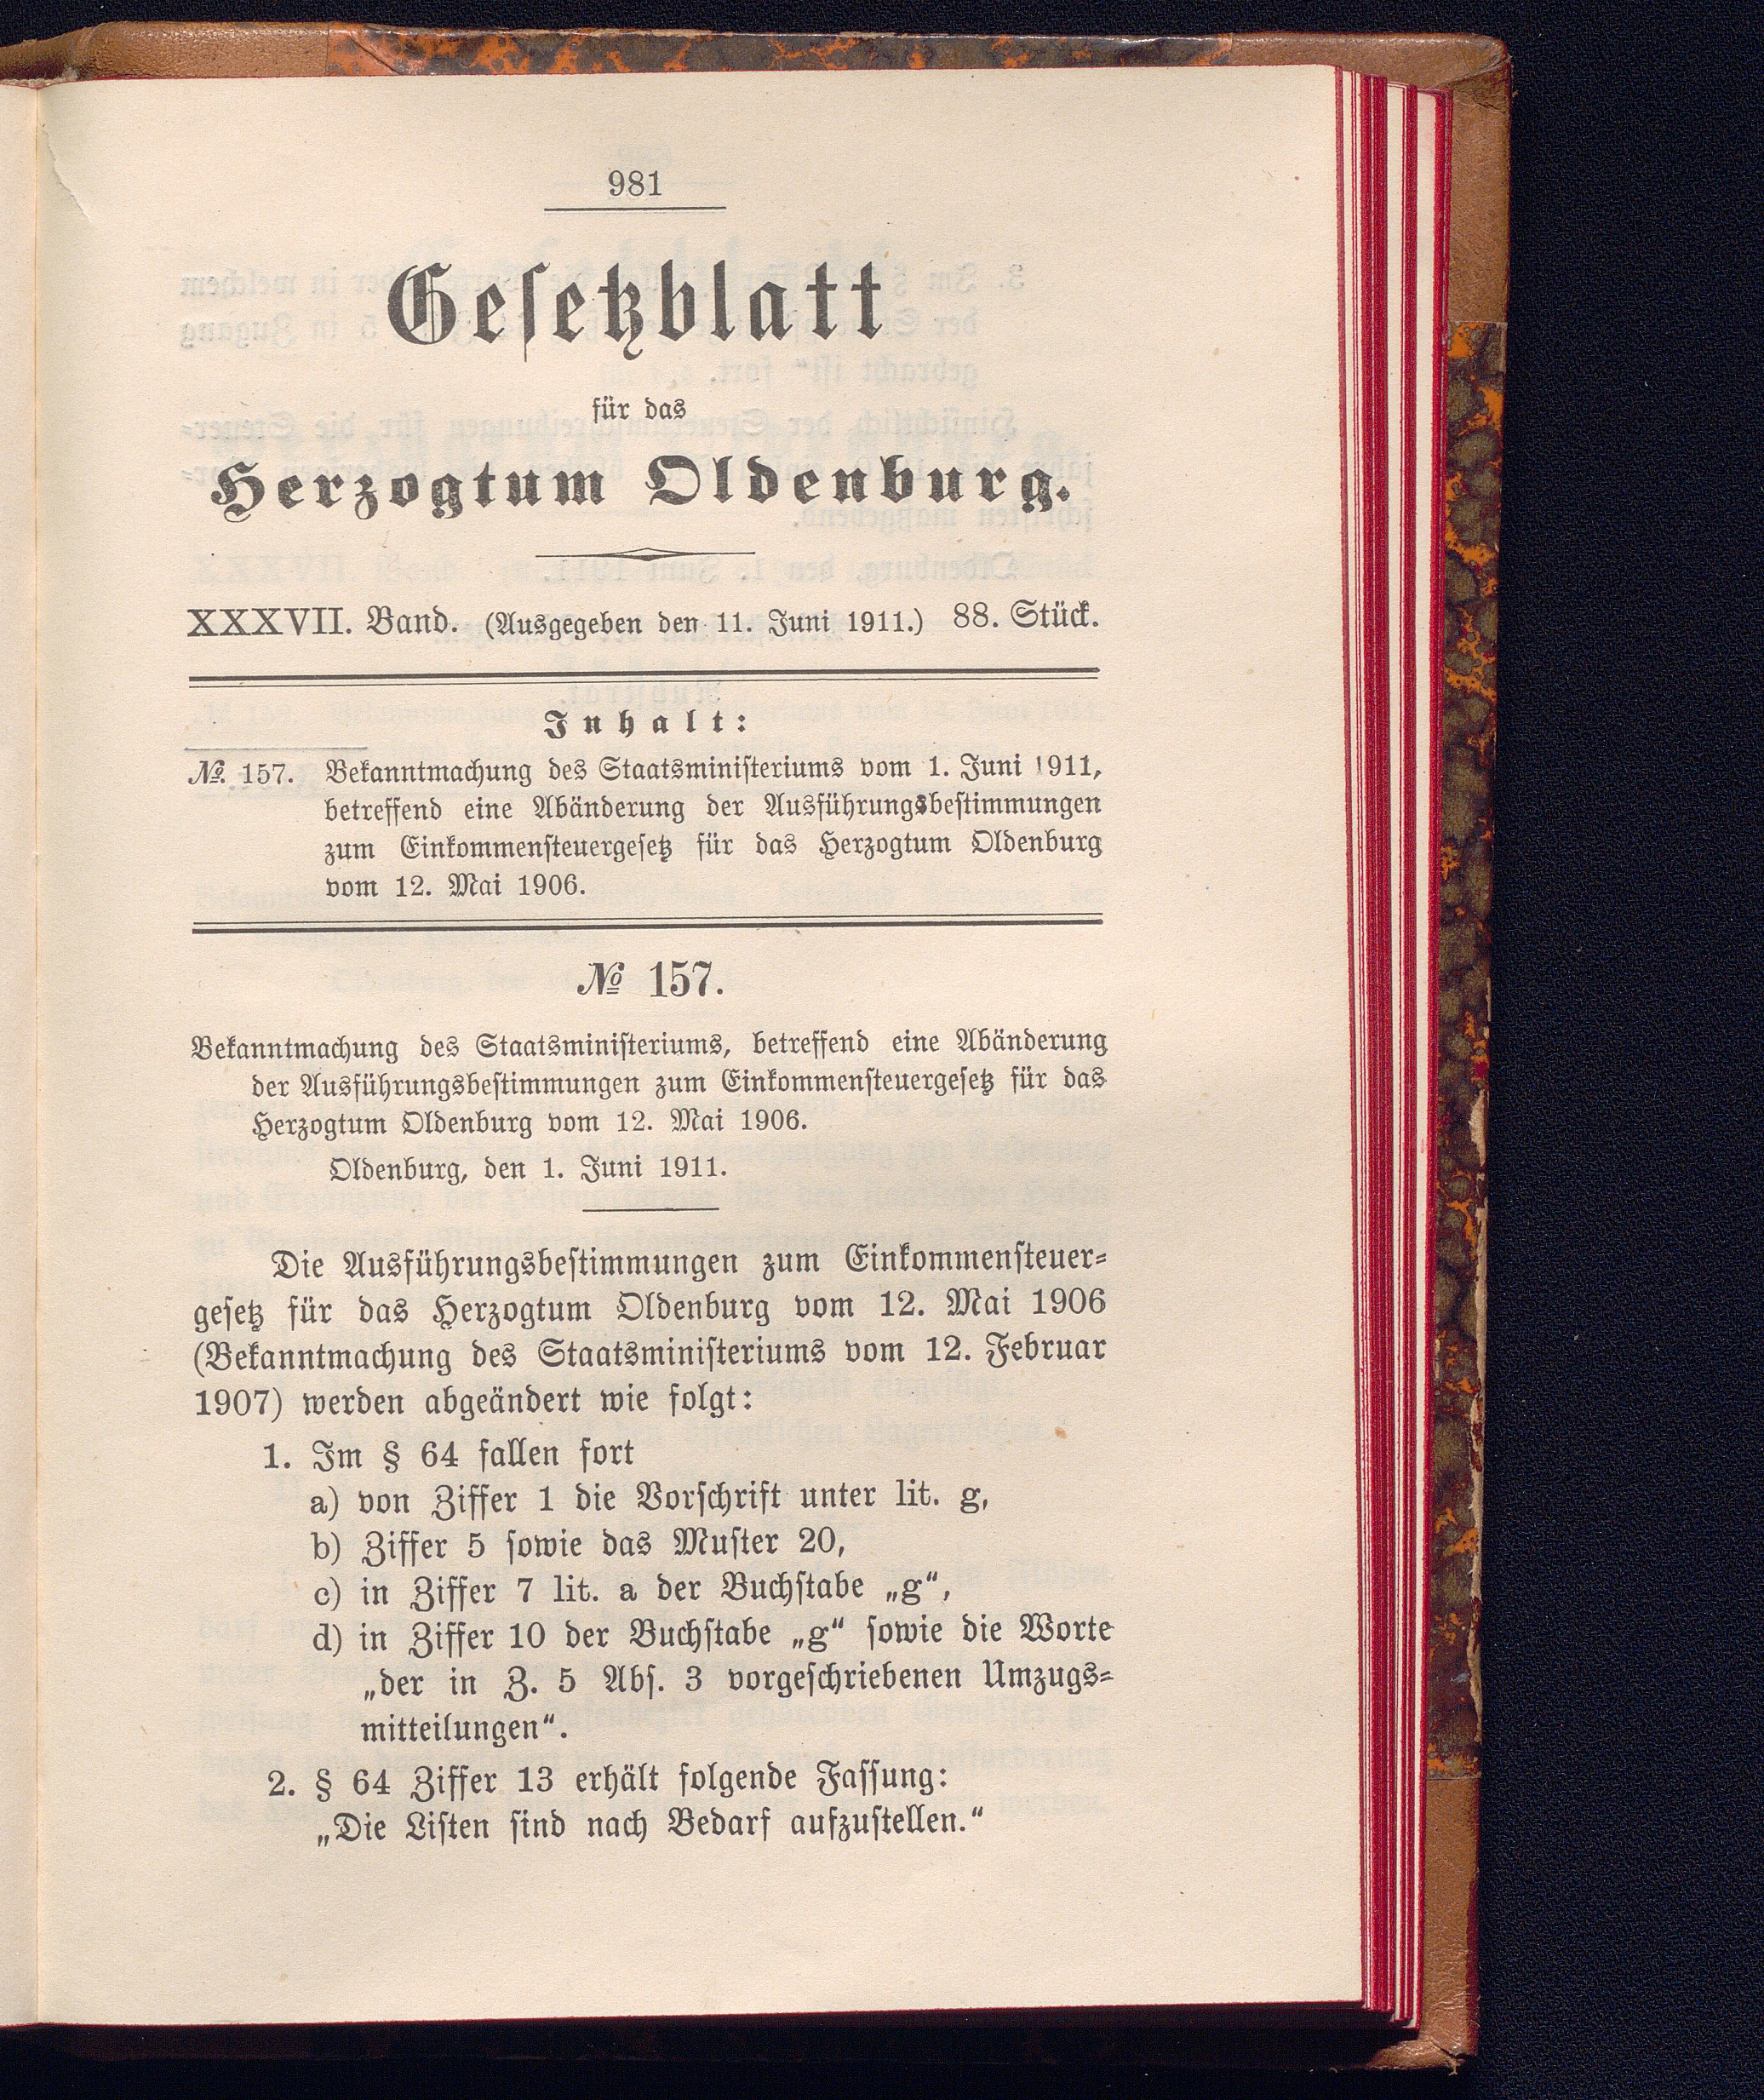 981
Gesetzblatt
für das
Herzogtum Oldenburg.
XXXVII. Band. (Ausgegeben den 11. Juni 1911.) 88. Stück.
Inhalt:
№. 157. Bekanntmachung des Staatsministeriums vom 1. Juni 1911,
betreffend eine Abänderung der Ausführungsbestimmungen
zum Einkommensteuergesetz für das Herzogtum Oldenburg
vom 12. Mai 1906.
№ 157.
Bekanntmachung des Staatsministeriums, betreffend eine Abänderung
der Ausführungsbestimmungen zum Einkommensteuergesetz für das
Herzogtum Oldenburg vom 12. Mai 1906.
Oldenburg, den 1. Juni 1911.
Die Ausführungsbestimmungen zum Einkommensteuer-
gesetz für das Herzogtum Oldenburg vom 12. Mai 1906
(Bekanntmachung des Staatsministeriums vom 12. Februar
1907) werden abgeändert wie folgt:
1. Im § 64 fallen fort
a) von Ziffer 1 die Vorschrift unter lit. g,
b) Ziffer 5 sowie das Muster 20,
c) in Ziffer 7 lit. a der Buchstabe „g“,
d) in Ziffer 10 der Buchstabe „g“ sowie die Worte
„der in Z. 5 Abs. 3 vorgeschriebenen Umzugs-
mitteilungen“.
2. § 64 Ziffer 13 erhält folgende Fassung:
„Die Listen sind nach Bedarf aufzustellen.“